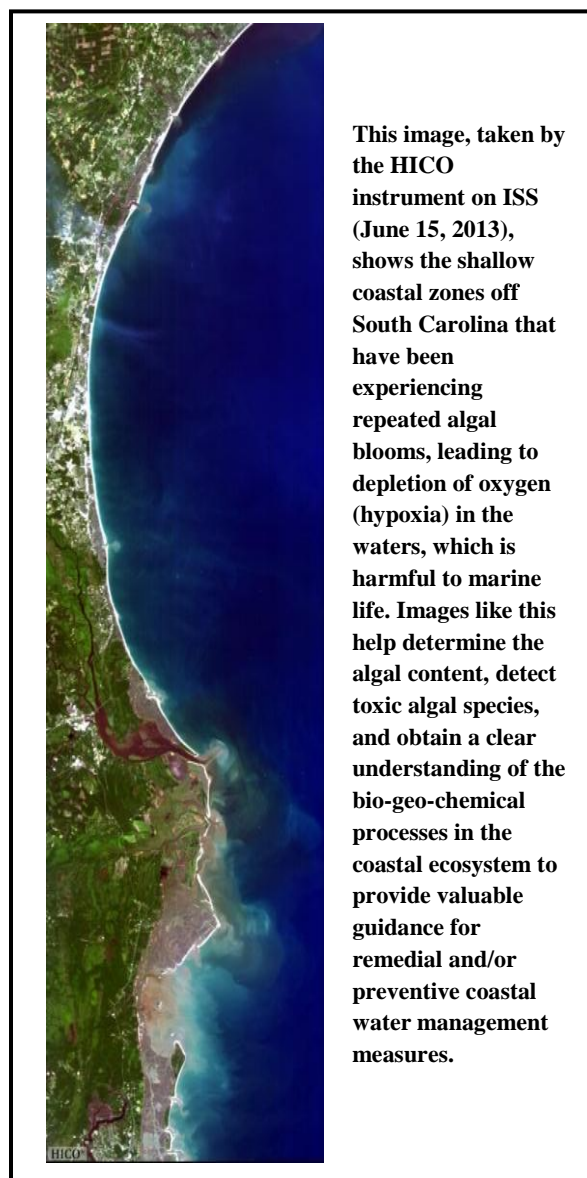 This image, taken by
the HICO
instrument on ISS
(June 15, 2013),
shows the shallow
coastal zones off
South Carolina that
have been
experiencing
repeated algal
blooms, leading to
depletion of oxygen
(hypoxia) in the
waters, which is
harmful to marine
life. Images like this
help determine the
algal content, detect
toxic algal species,
and obtain a clear
understanding of the
bio-geo-chemical
processes in the
coastal ecosystem to
provide valuable
guidance for
remedial and/or
preventive coastal
water management
measures.
HICO